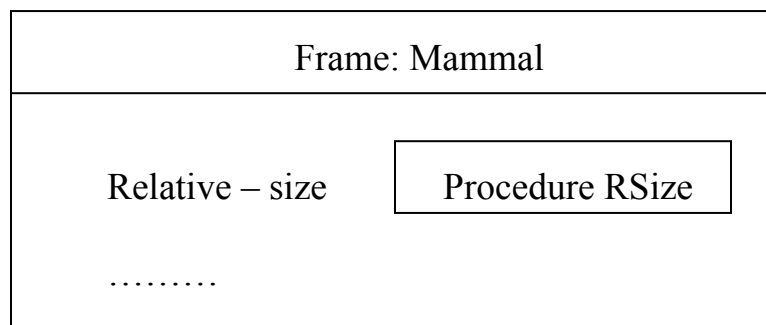 Frame: Mammal
Relative – size Procedure RSize
………